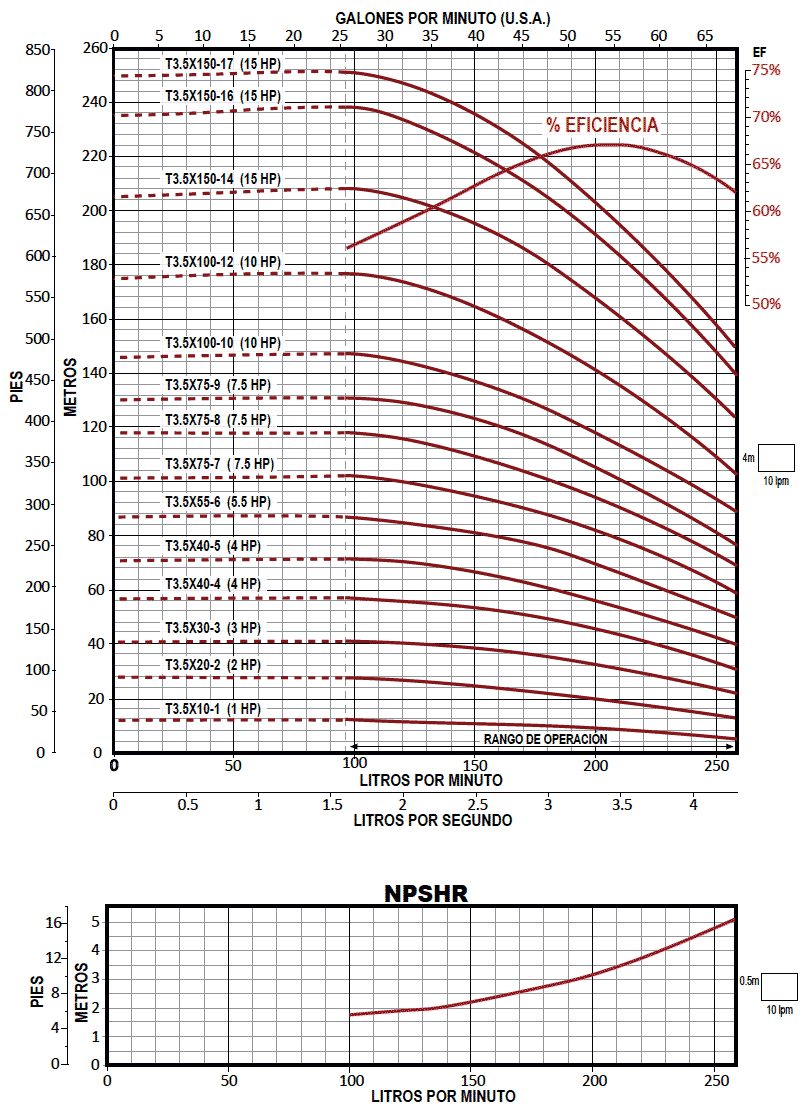 GALONES POR MINUTO (U.S.A.)
0 5 10 15 20 25 30 35 40 45 50 55 60 65
PIES
850
800
750
700
650
600
550
500
450
400
350
300
250
200
150
100
50
0
METROS
260
240
220
200
180
160
140
120
100
80
60
40
20
0
T3.5X150-17 (15 HP)
T3.5X150-16 (15 HP)
T3.5X150-14 (15 HP)
T3.5X100-12 (10 HP)
T3.5X100-10 (10 HP)
T3.5X75-9 (7.5 HP)
T3.5X75-8 (7.5 HP)
T3.5X75-7 ( 7.5 HP)
T3.5X55-6 (5.5 HP)
T3.5X40-5 (4 HP)
T3.5X40-4 (4 HP)
T3.5X30-3 (3 HP)
T3.5X20-2 (2 HP)
T3.5X10-1 (1 HP)
% EFICIENCIA
EF
75%
70%
65%
60%
55%
50%
4m
10 lpm
RANGO DE OPERACIÓN
0 50 100 150 200 250
LITROS POR MINUTO
0 0.5 1 1.5 2 2.5 3 3.5 4
LITROS POR SEGUNDO
NPSHR
PIES
16
12
8
4
0
METROS
5
4
3
2
1
0
0.5m
10 lpm
0 50 100 150 200 250
LITROS POR MINUTO